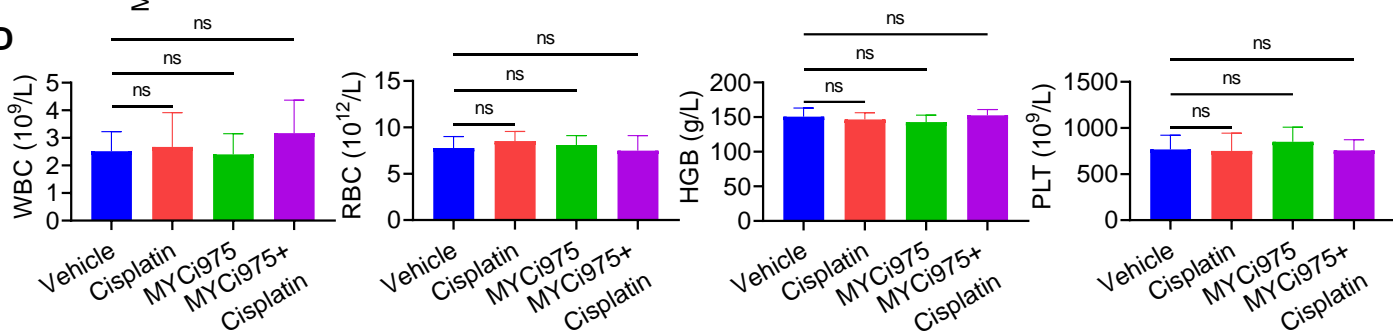 M
D
ns
ns
ns
WBC (10⁹/L)
5
4
3
2
1
0
Vehicle
Cisplatin
MYCi975
MYCi975+
Cisplatin
ns
ns
ns
RBC (10¹²/L)
15
10
5
0
Vehicle
Cisplatin
MYCi975
MYCi975+
Cisplatin
ns
ns
ns
HGB (g/L)
200
150
100
50
0
Vehicle
Cisplatin
MYCi975
MYCi975+
Cisplatin
ns
ns
ns
PLT (10⁹/L)
1500
1000
500
0
Vehicle
Cisplatin
MYCi975
MYCi975+
Cisplatin